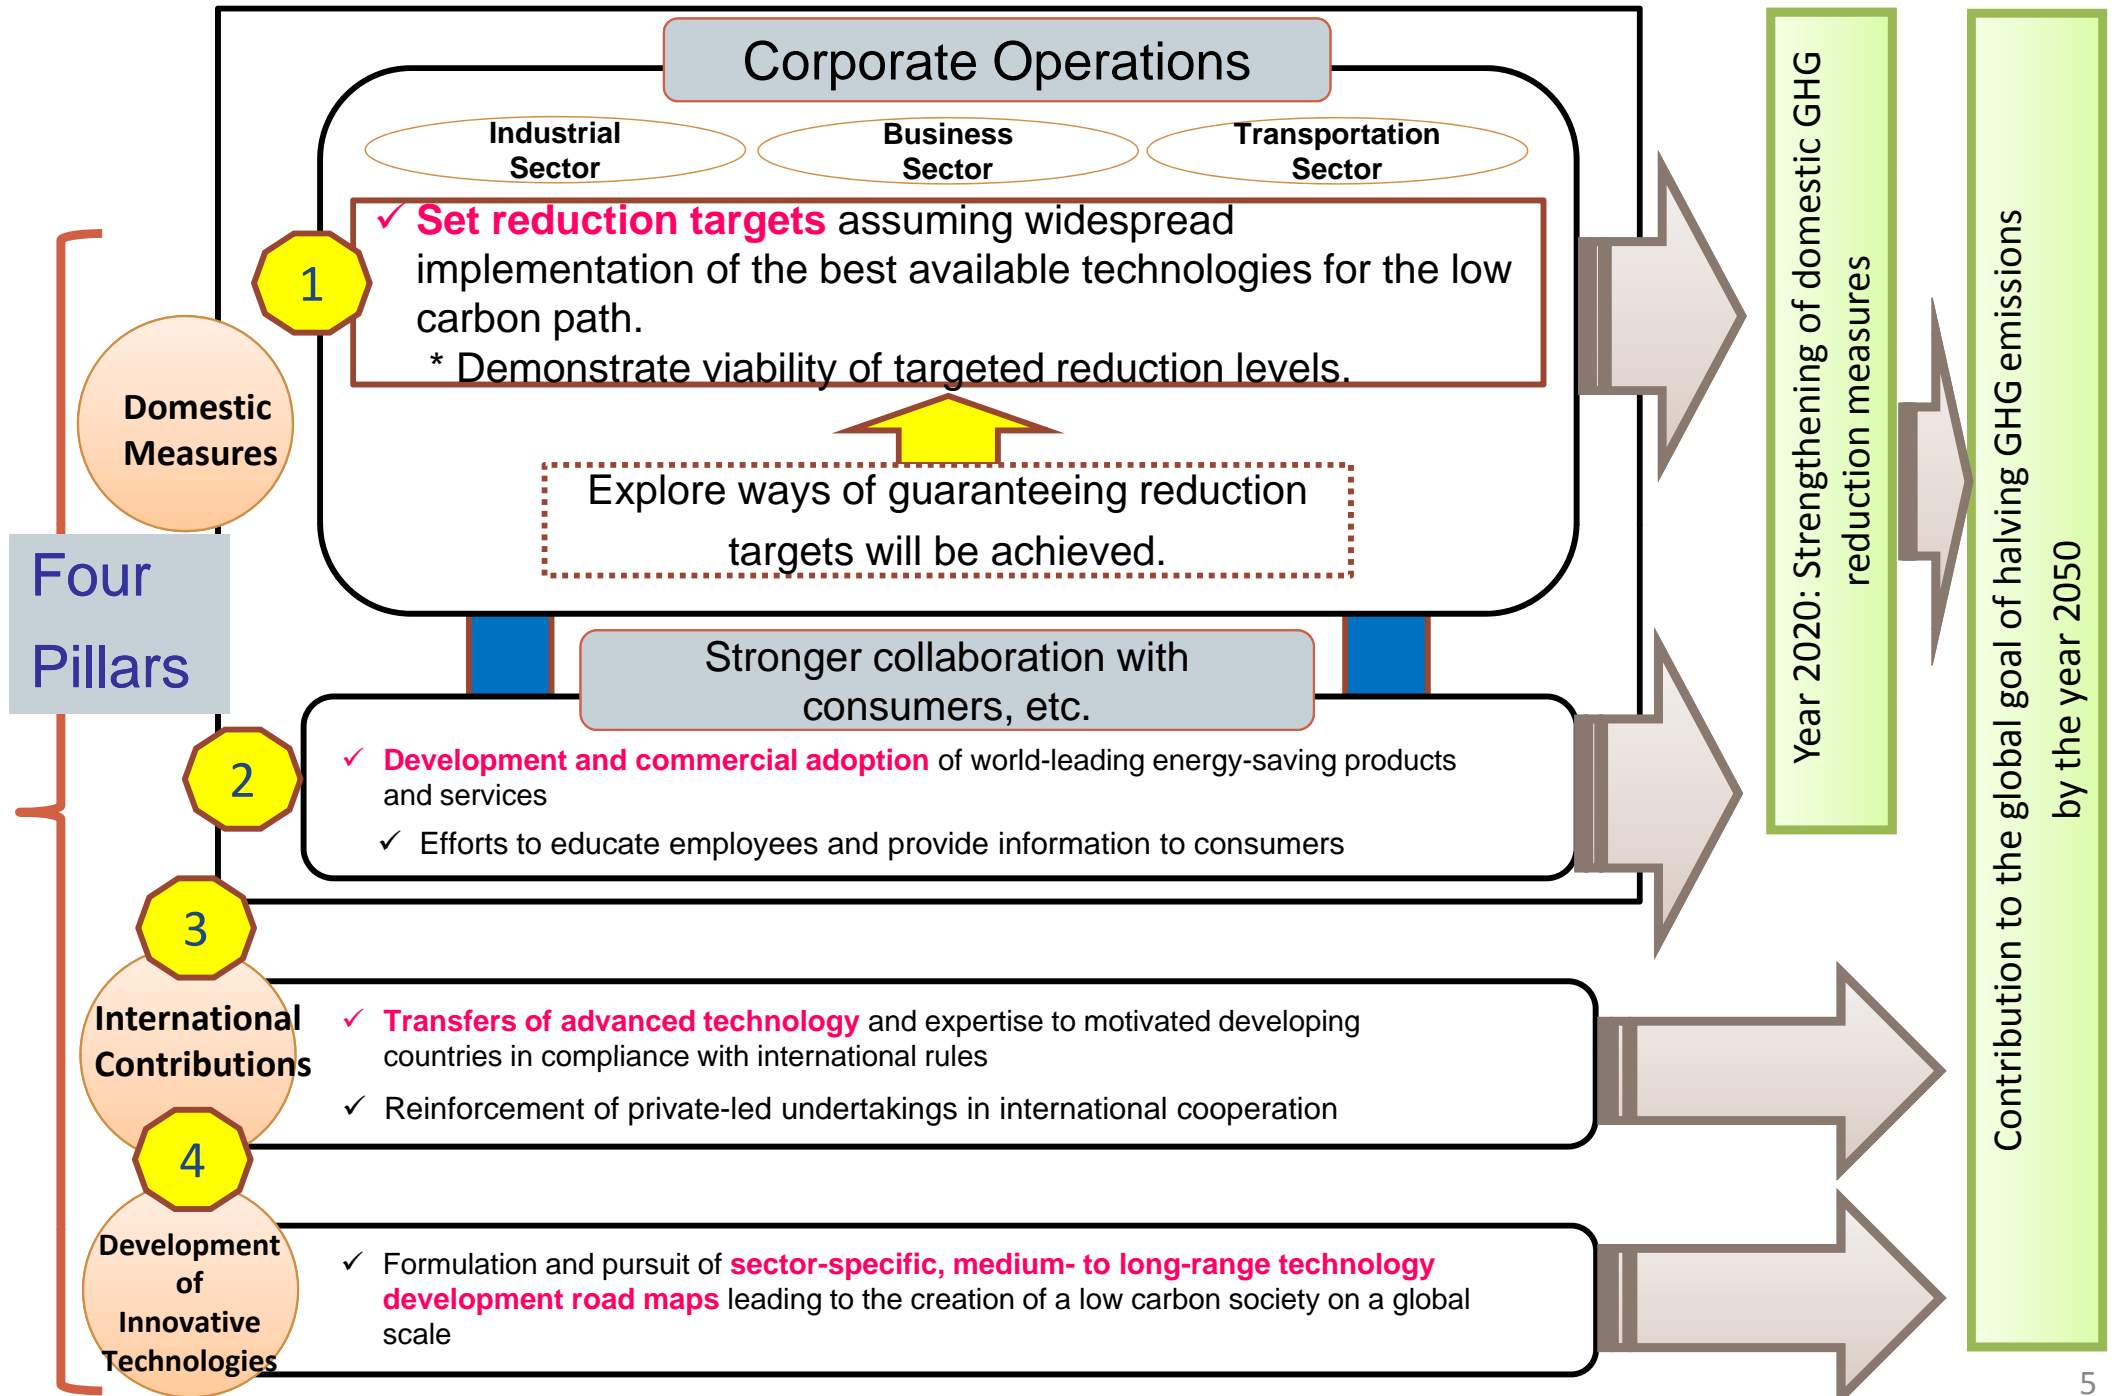 Corporate Operations
Industrial
Sector
Business
Sector
Transportation
Sector
1
✓ Set reduction targets assuming widespread
implementation of the best available technologies for the low
carbon path.
* Demonstrate viability of targeted reduction levels.
Domestic
Measures
Explore ways of guaranteeing reduction
targets will be achieved.
Four
Pillars
Stronger collaboration with
consumers, etc.
2
✓ Development and commercial adoption of world-leading energy-saving products
and services
✓ Efforts to educate employees and provide information to consumers
3
International
Contributions
✓ Transfers of advanced technology and expertise to motivated developing
countries in compliance with international rules
✓ Reinforcement of private-led undertakings in international cooperation
4
Development
of
Innovative
Technologies
✓ Formulation and pursuit of sector-specific, medium- to long-range technology
development road maps leading to the creation of a low carbon society on a global
scale
Year 2020: Strengthening of domestic GHG
reduction measures
Contribution to the global goal of halving GHG emissions
by the year 2050
5